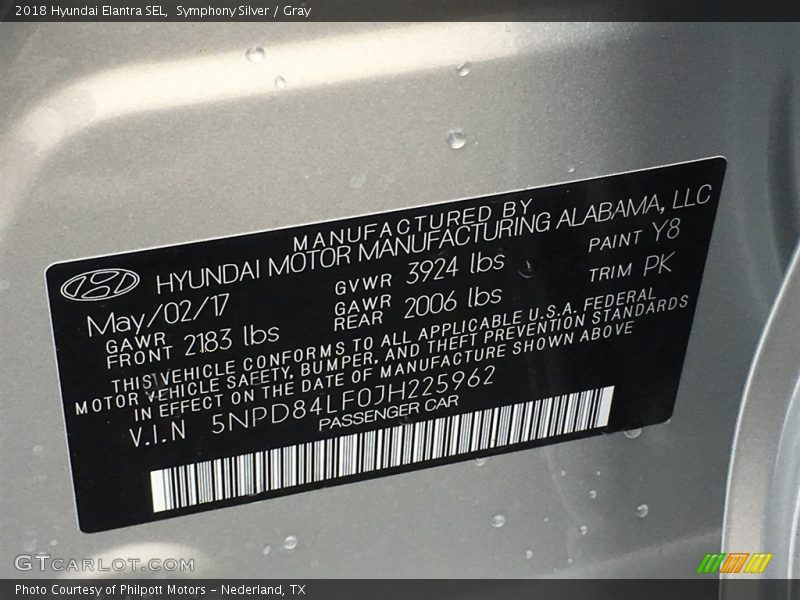 2018 Hyundai Elantra SEL, Symphony Silver / Gray
MANUFACTURED BY
HYUNDAI MOTOR MANUFACTURING ALABAMA, LLC
May/02/17 GVWR 3924 lbs PAINT Y8
GAWR FRONT 2183 lbs GAWR REAR 2006 lbs TRIM PK
THIS VEHICLE CONFORMS TO ALL APPLICABLE U.S.A. FEDERAL
MOTOR VEHICLE SAFETY, BUMPER, AND THEFT PREVENTION STANDARDS
IN EFFECT ON THE DATE OF MANUFACTURE SHOWN ABOVE
V.I.N 5NPD84LF0JH225962
PASSENGER CAR
GTCARLOT.COM
Photo Courtesy of Philpott Motors - Nederland, TX